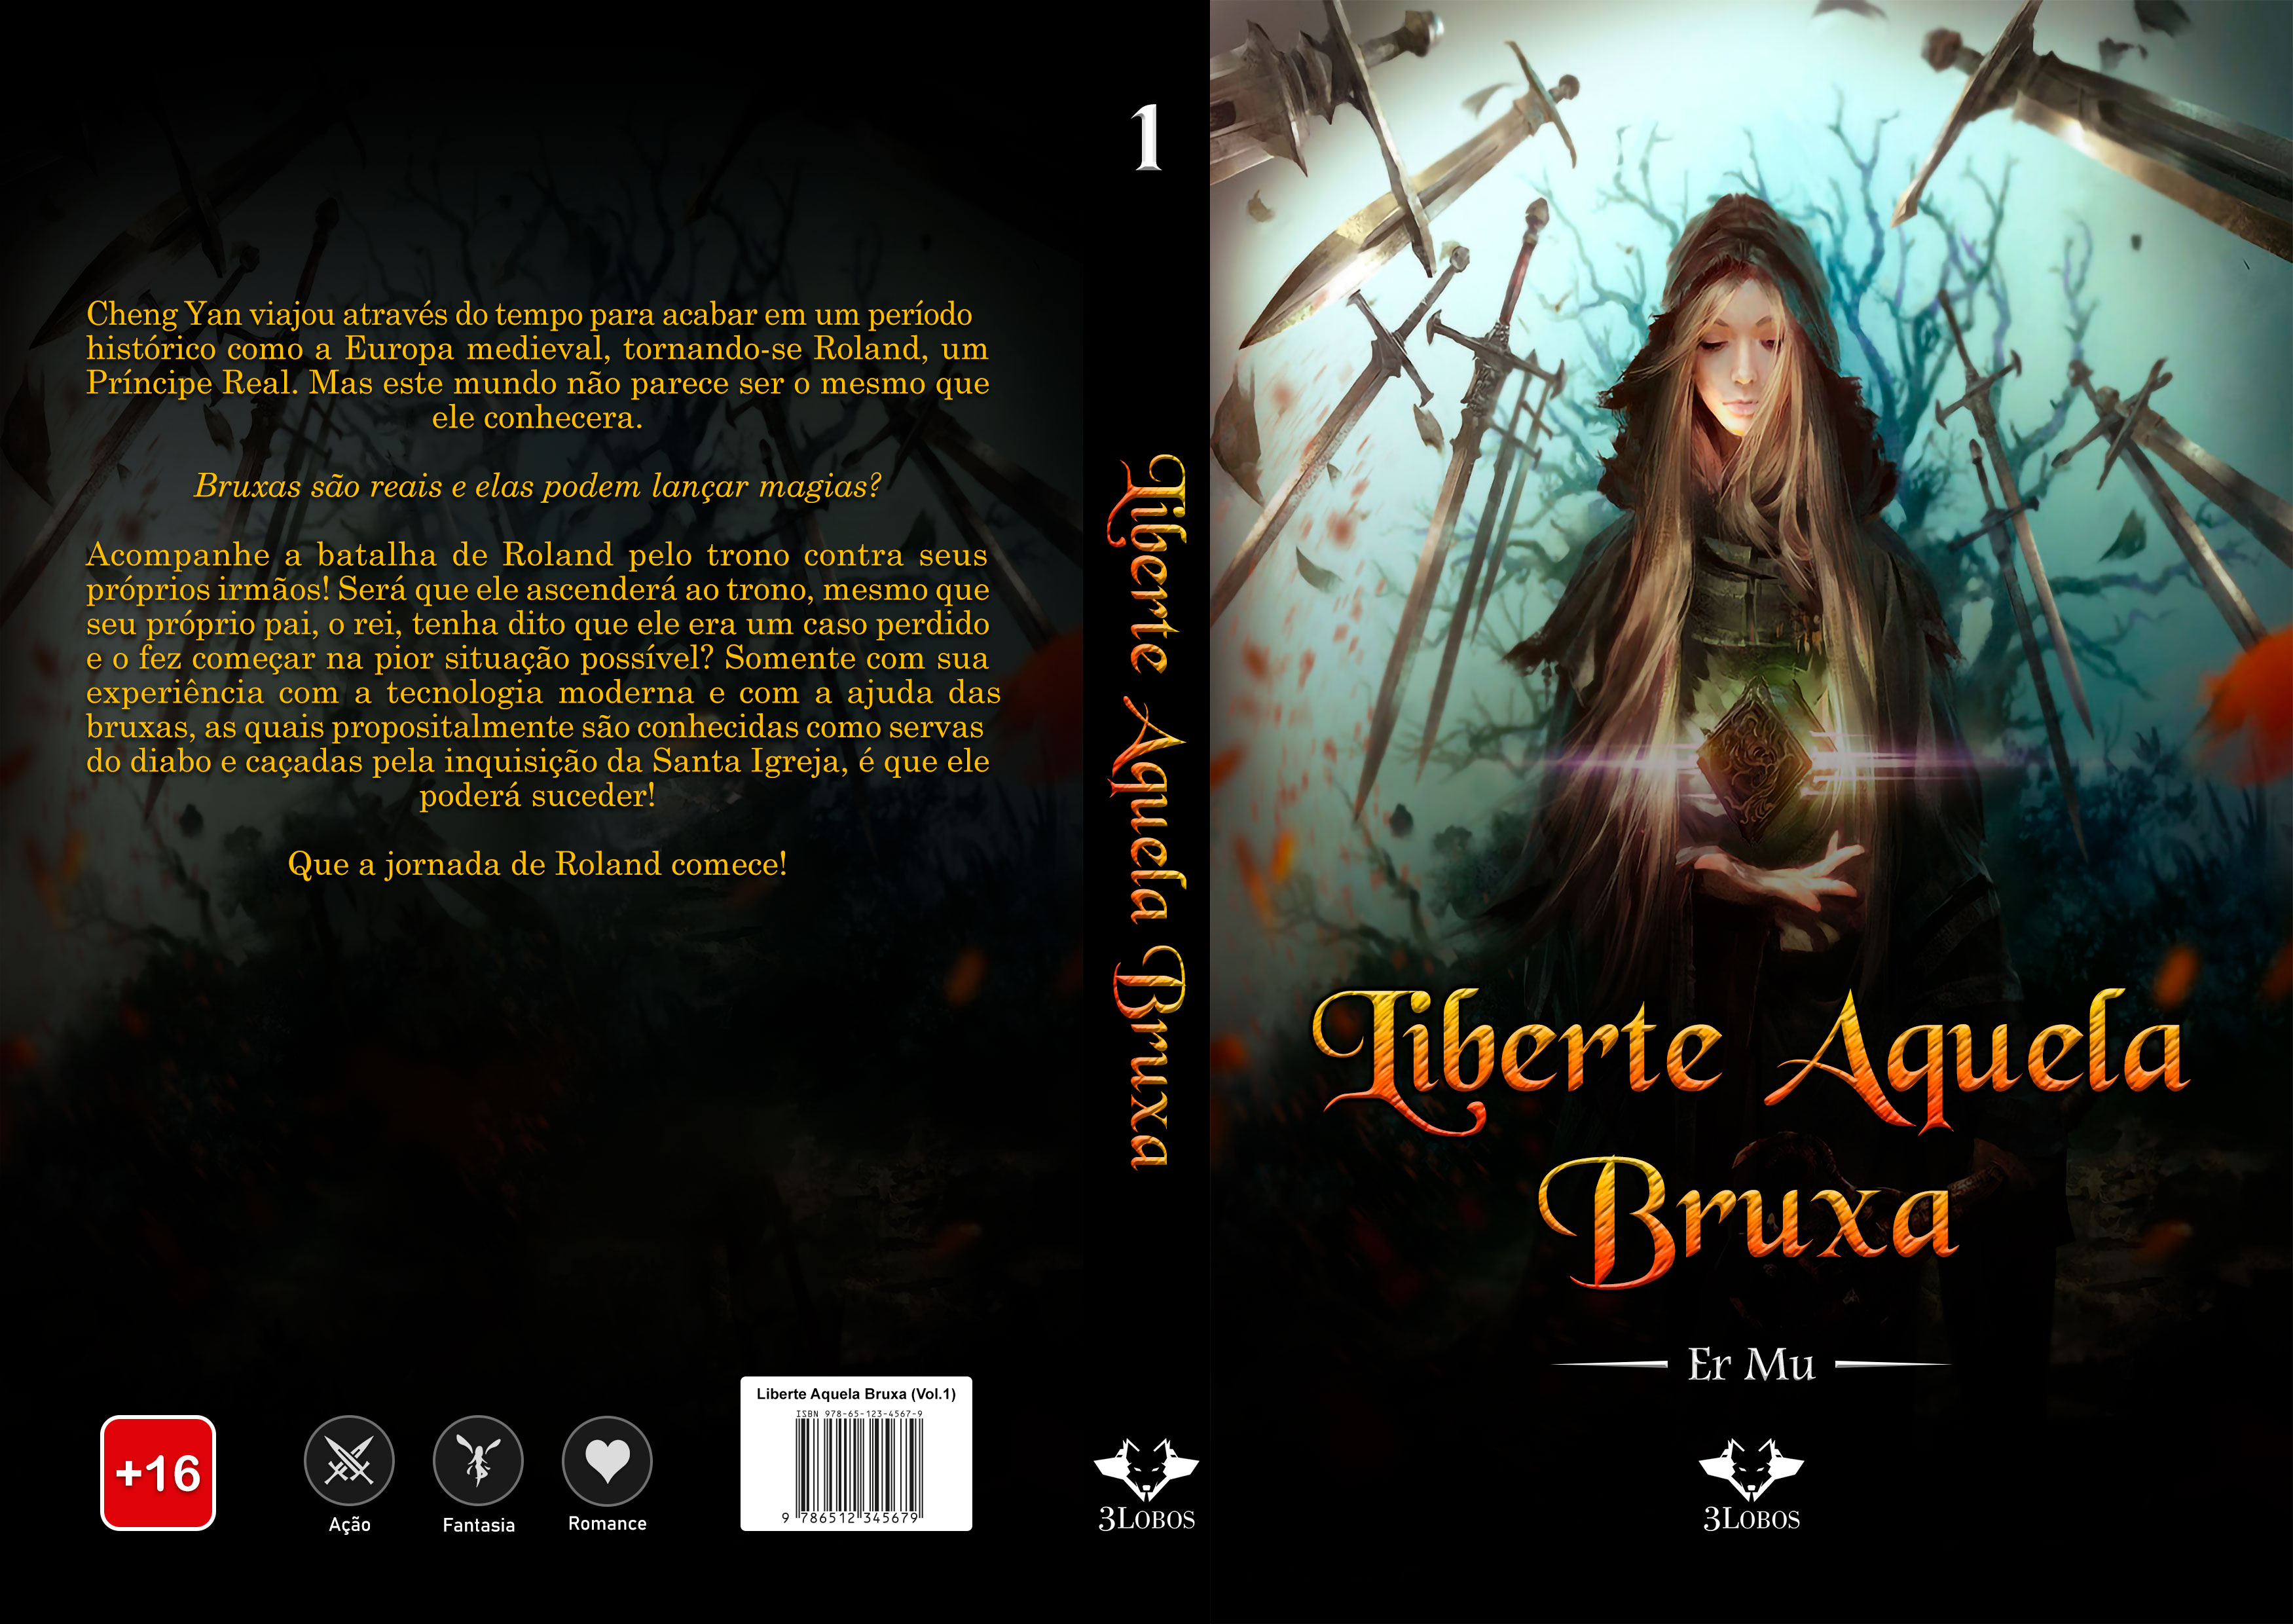 Cheng Yan viajou através do tempo para acabar em um período
histórico como a Europa medieval, tornando-se Roland, um
Príncipe Real. Mas este mundo não parece ser o mesmo que
ele conhecera.
Bruxas são reais e elas podem lançar magias?
Acompanhe a batalha de Roland pelo trono contra seus
próprios irmãos! Será que ele ascenderá ao trono, mesmo que
seu próprio pai, o rei, tenha dito que ele era um caso perdido
e o fez começar na pior situação possível? Somente com sua
experiência com a tecnologia moderna e com a ajuda das
bruxas, as quais propositalmente são conhecidas como servas
do diabo e caçadas pela inquisição da Santa Igreja, é que ele
poderá suceder!
Que a jornada de Roland comece!
+16
Ação
Fantasia
Romance
Liberte Aquela Bruxa (Vol.1)
ISBN 978-65-123-4567-9
9 786512 345679
1
Liberte Aquela Bruxa
3LOBOS
Liberte Aquela
Bruxa
Er Mu
3LOBOS